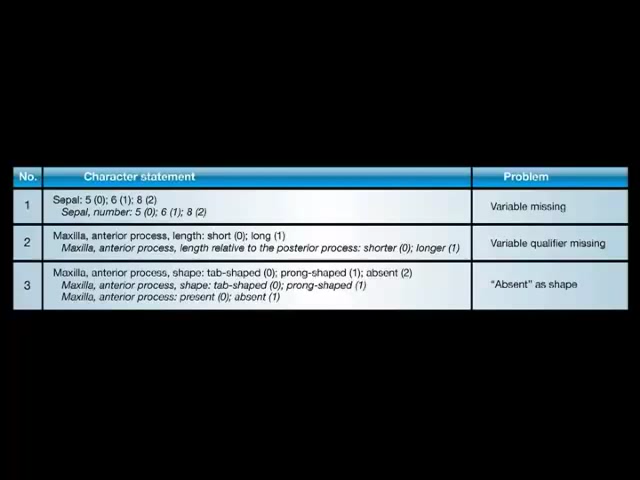 No. Character statement Problem
1 Sepal: 5 (0); 6 (1); 8 (2)
Sepal, number: 5 (0); 6 (1); 8 (2)
Variable missing
2 Maxilla, anterior process, length: short (0); long (1)
Maxilla, anterior process, length relative to the posterior process: shorter (0); longer (1)
Variable qualifier missing
3 Maxilla, anterior process, shape: tab-shaped (0); prong-shaped (1); absent (2)
Maxilla, anterior process, shape: tab-shaped (0); prong-shaped (1)
Maxilla, anterior process: present (0); absent (1)
“Absent” as shape